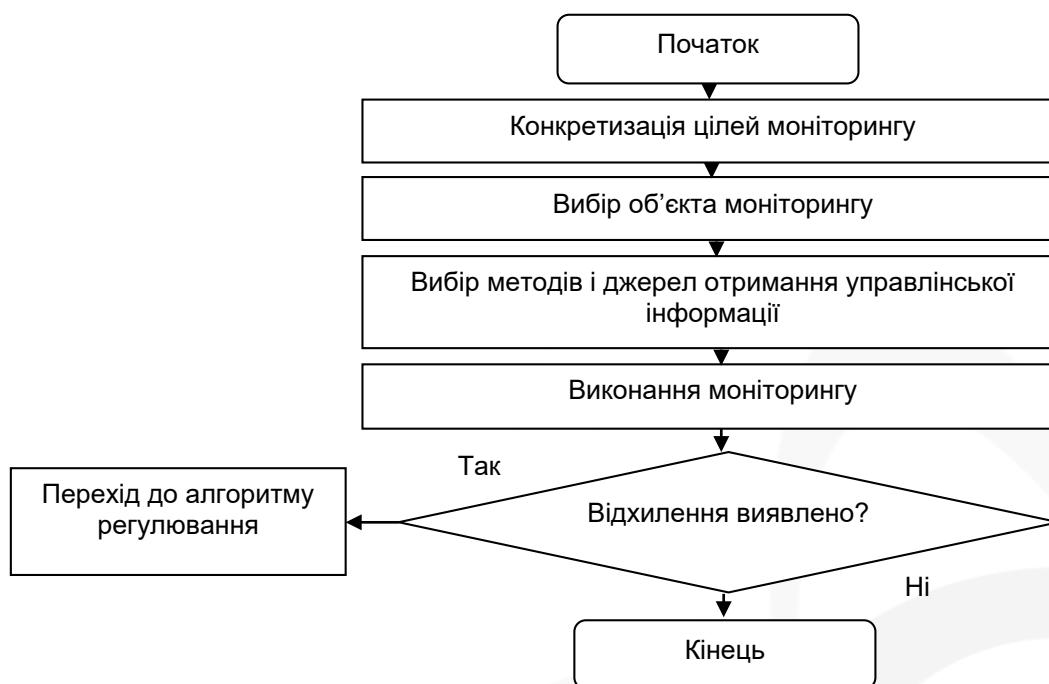 Початок
Конкретизація цілей моніторингу
Вибір об’єкта моніторингу
Вибір методів і джерел отримання управлінської
інформації
Виконання моніторингу
Так
Перехід до алгоритму
регулювання
Відхилення виявлено?
Ні
Кінець